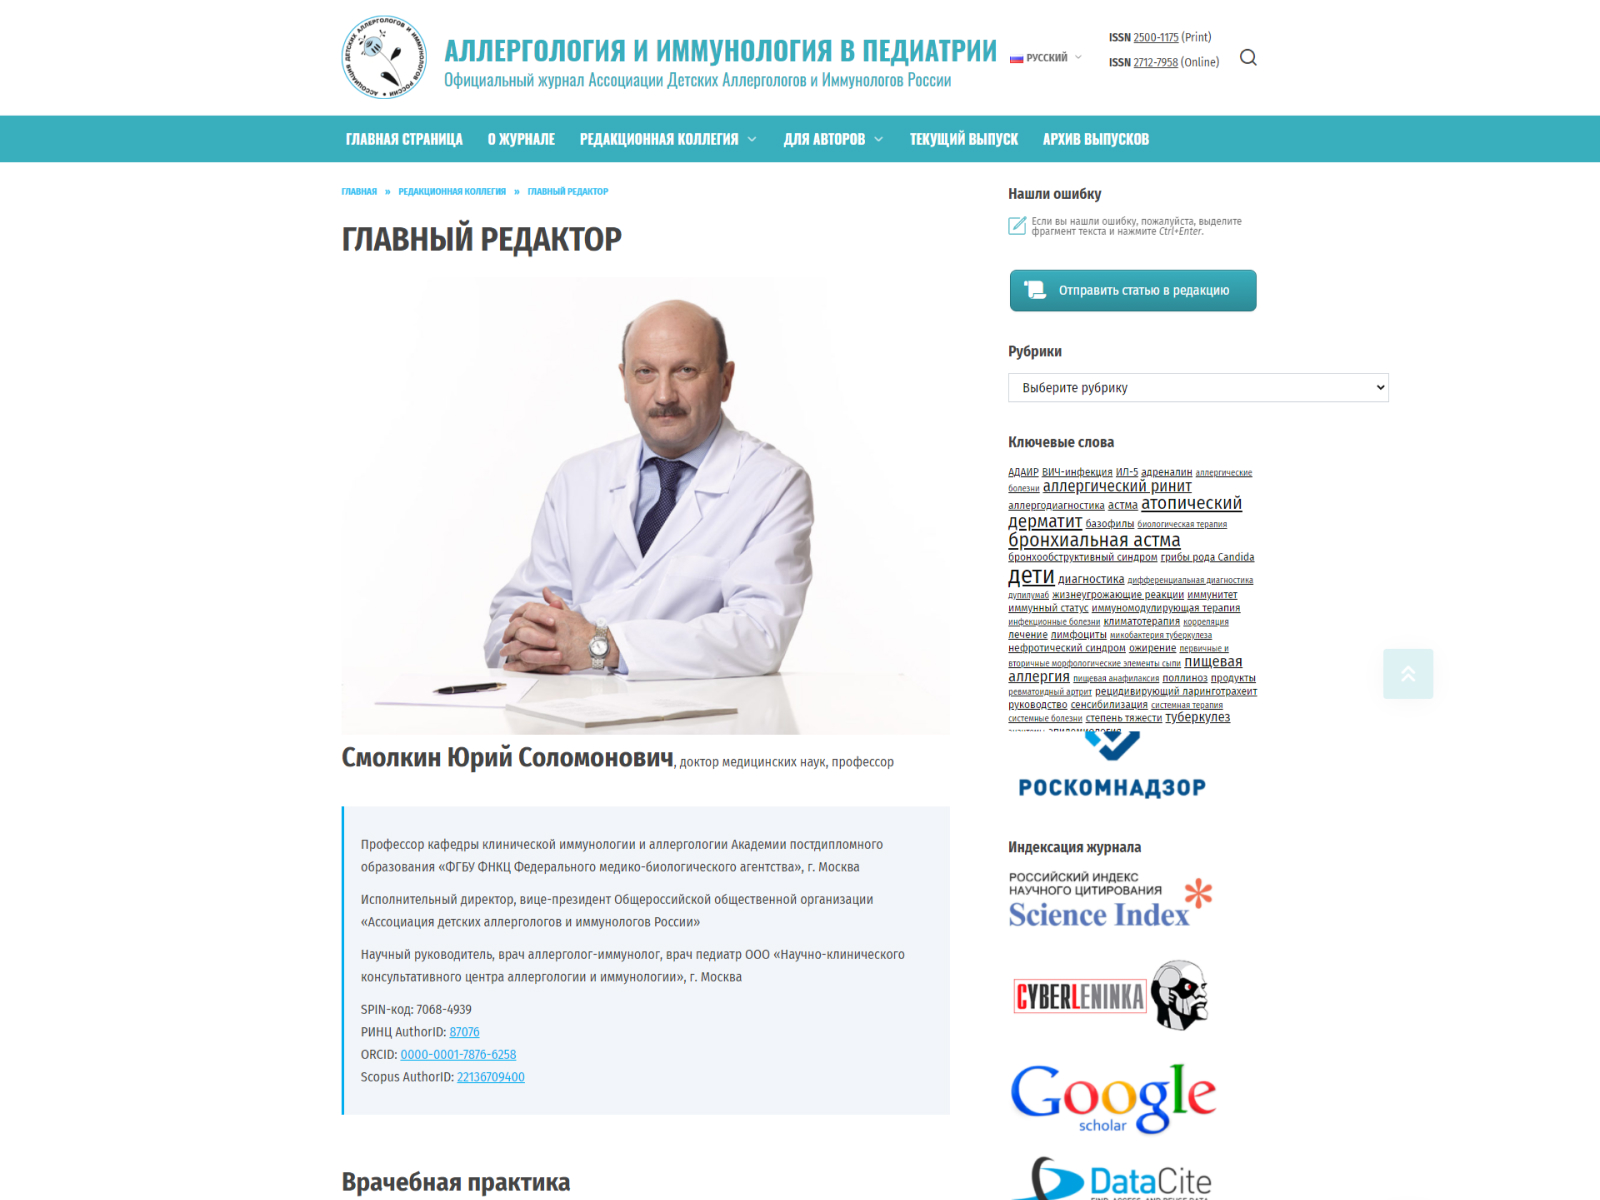 АССОЦИАЦИЯ ДЕТСКИХ АЛЛЕРГОЛОГОВ И ИММУНОЛОГОВ РОССИИ
АЛЛЕРГОЛОГИЯ И ИММУНОЛОГИЯ В ПЕДИАТРИИ
Официальный журнал Ассоциации Детских Аллергологов и Иммунологов России
РУССКИЙ
ISSN 2500-1175 (Print)
ISSN 2712-7958 (Online)
ГЛАВНАЯ СТРАНИЦА О ЖУРНАЛЕ РЕДАКЦИОННАЯ КОЛЛЕГИЯ ДЛЯ АВТОРОВ ТЕКУЩИЙ ВЫПУСК АРХИВ ВЫПУСКОВ
ГЛАВНАЯ » РЕДАКЦИОННАЯ КОЛЛЕГИЯ » ГЛАВНЫЙ РЕДАКТОР
ГЛАВНЫЙ РЕДАКТОР
Смолкин Юрий Соломонович, доктор медицинских наук, профессор
Профессор кафедры клинической иммунологии и аллергологии Академии постдипломного
образования «ФГБУ ФНКЦ Федерального медико-биологического агентства», г. Москва
Исполнительный директор, вице-президент Общероссийской общественной организации
«Ассоциация детских аллергологов и иммунологов России»
Научный руководитель, врач аллерголог-иммунолог, врач педиатр ООО «Научно-клинического
консультативного центра аллергологии и иммунологии», г. Москва
SPIN-код: 7068-4939
РИНЦ AuthorID: 87076
ORCID: 0000-0001-7876-6258
Scopus AuthorID: 22136709400
Врачебная практика
Нашли ошибку
Если вы нашли ошибку, пожалуйста, выделите
фрагмент текста и нажмите Ctrl+Enter.
Отправить статью в редакцию
Рубрики
Выберите рубрику
Ключевые слова
АДАИР ВИЧ-инфекция ИЛ-5 адреналин аллергические
болезни аллергический ринит
аллергодиагностика астма атопический
дерматит базофилы биологическая терапия
бронхиальная астма
бронхообструктивный синдром грибы рода Candida
дети диагностика дифференциальная диагностика
дупилумаб жизнеугрожающие реакции иммунитет
иммунный статус иммуномодулирующая терапия
инфекционные болезни климатотерапия корреляция
лечение лимфоциты микобактерия туберкулеза
нефротический синдром ожирение первичные и
вторичные морфологические элементы сыпи пищевая
аллергия пищевая анафилаксия поллиноз продукты
ревматоидный артрит рецидивирующий ларинготрахеит
руководство сенсибилизация системная терапия
системные болезни степень тяжести туберкулез
РОСКОМНАДЗОР
Индексация журнала
РОССИЙСКИЙ ИНДЕКС
НАУЧНОГО ЦИТИРОВАНИЯ
Science Index
CYBERLENINKA
Google
scholar
DataCite